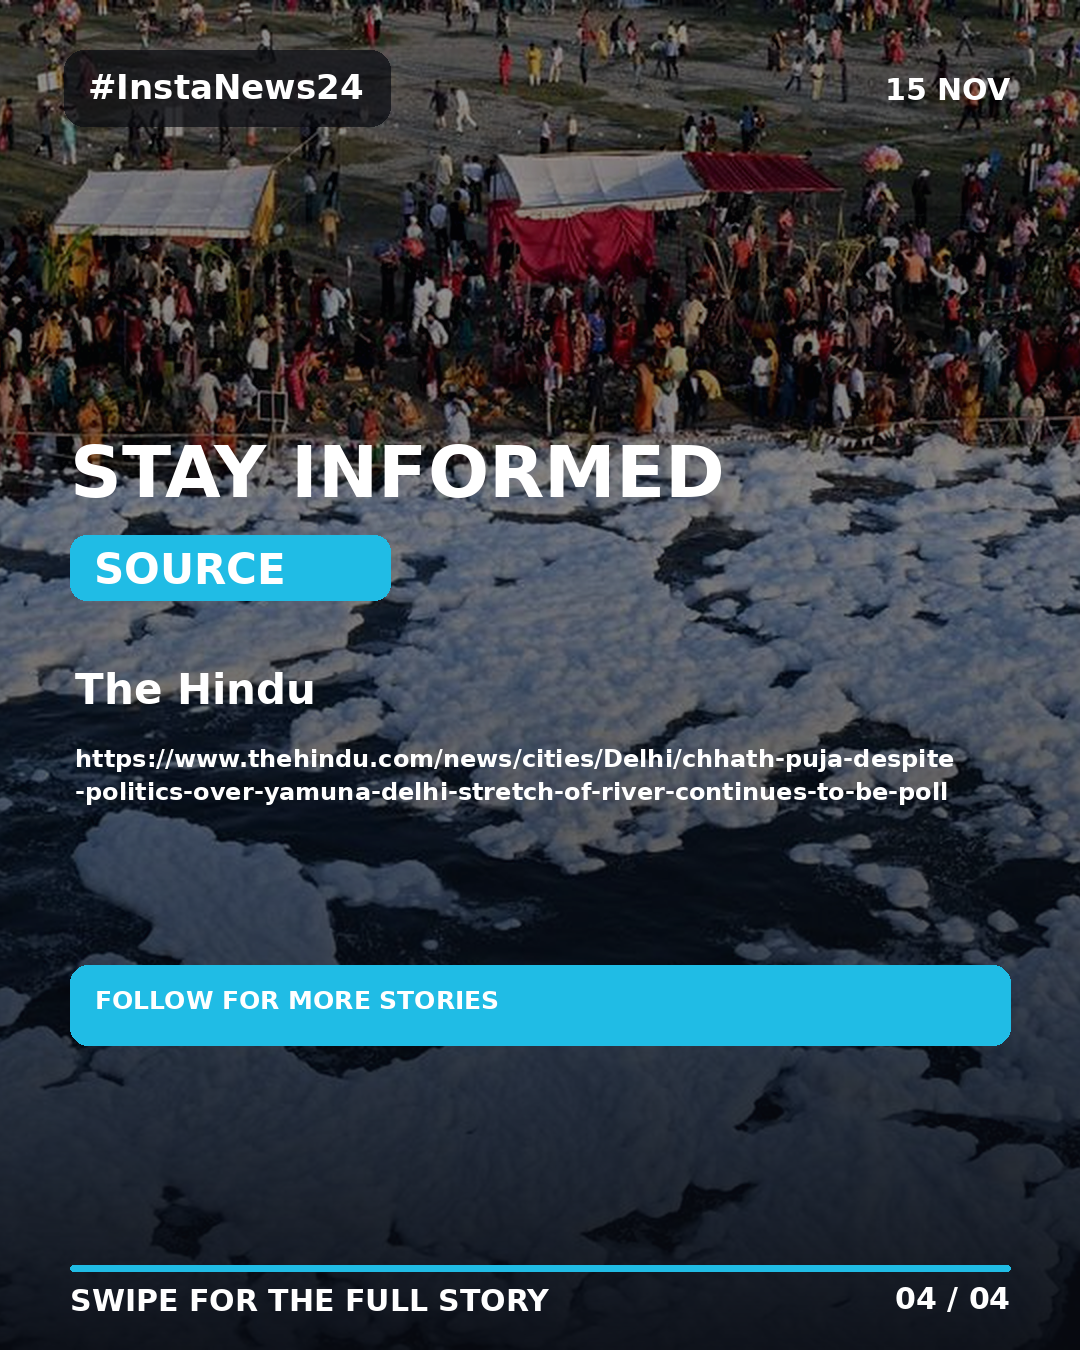 #InstaNews24
15 NOV
STAY INFORMED
SOURCE
The Hindu
https://www.thehindu.com/news/cities/Delhi/chhath-puja-despite
-politics-over-yamuna-delhi-stretch-of-river-continues-to-be-poll
FOLLOW FOR MORE STORIES
SWIPE FOR THE FULL STORY
04 / 04